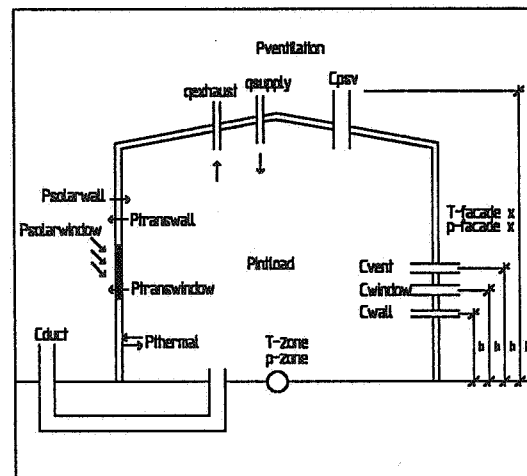 Pventilation
qexhaust
qsupply
Cpsv
Psolarwall
Ptranswall
Psolarwindow
T-facade x
p-facade x
Pintload
Cvent
Ptranswindow
Cwindow
Cwall
Cduct
Pthermal
T-zone
p-zone
h h h h